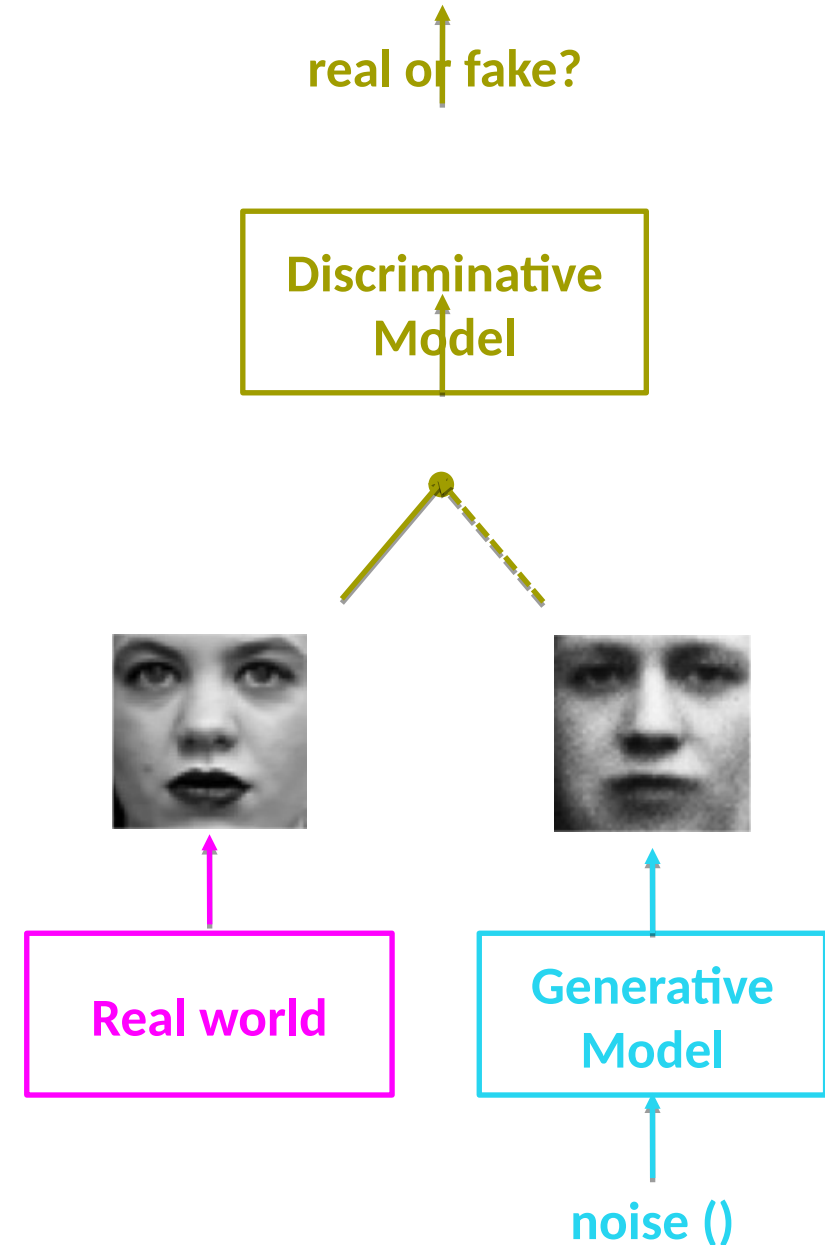 real or fake?
Discriminative
Model
Real world
Generative
Model
noise ()